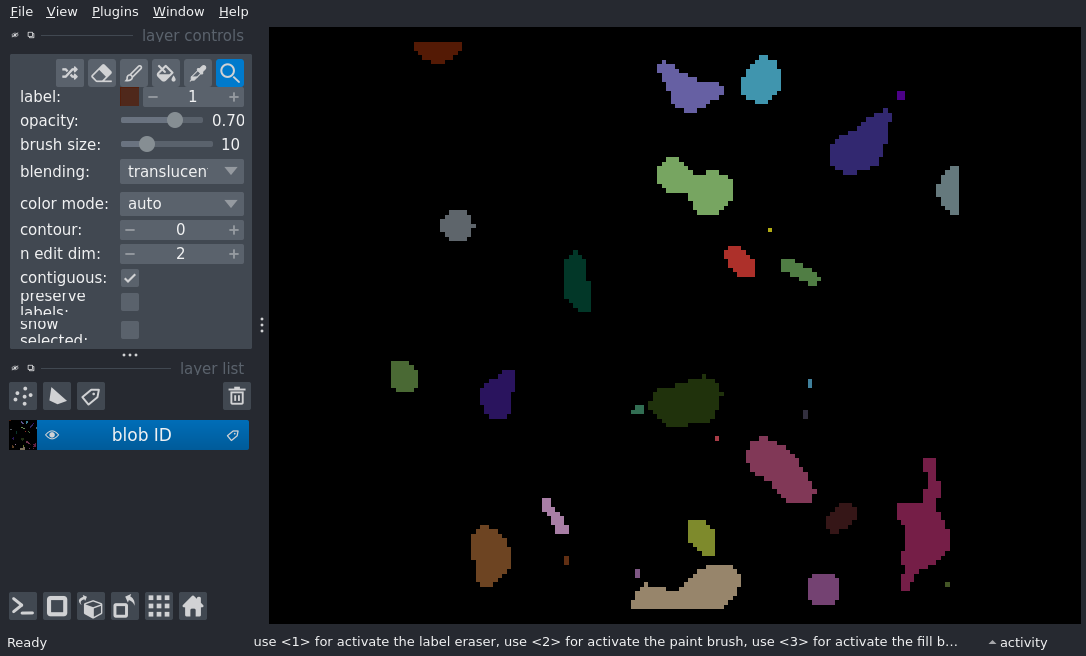 File View Plugins Window Help
layer controls
label: 1
opacity: 0.70
brush size: 10
blending: translucen
color mode: auto
contour: 0
n edit dim: 2
contiguous:
preserve
labels:
show
selected:
layer list
blob ID
Ready use <1> for activate the label eraser, use <2> for activate the paint brush, use <3> for activate the fill b... activity